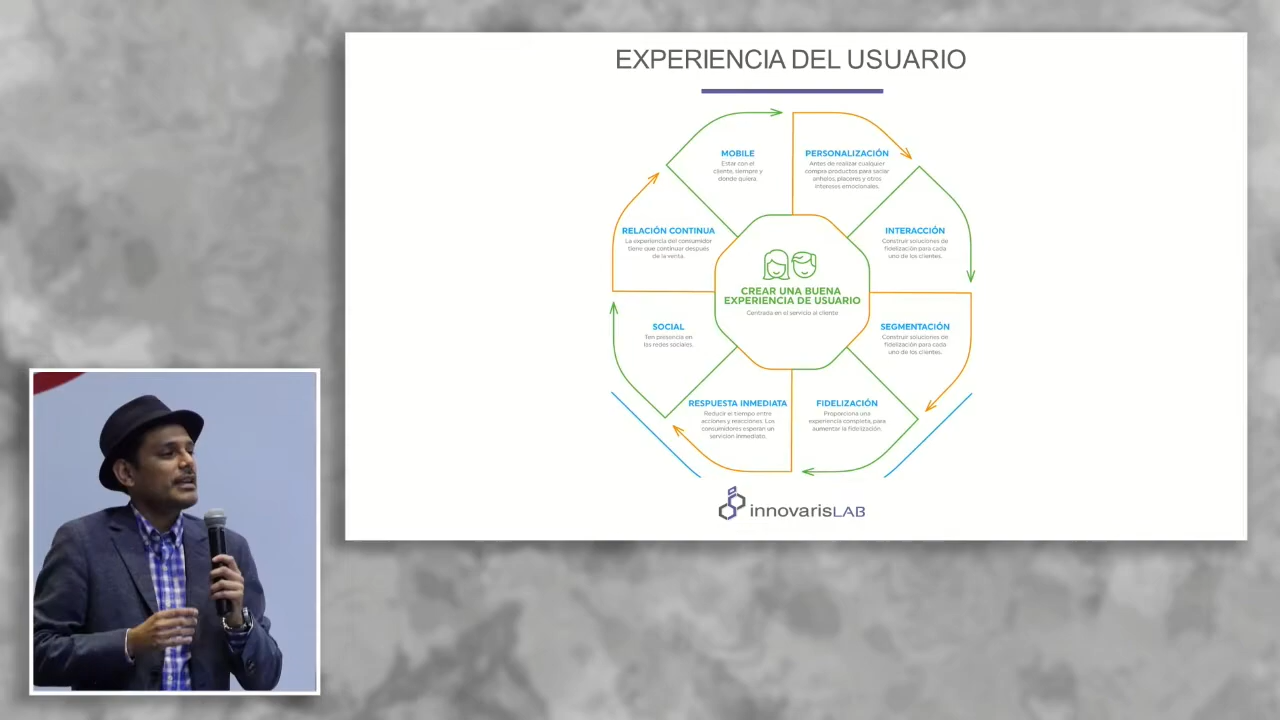 EXPERIENCIA DEL USUARIO
MOBILE
Estar con el
cliente, siempre y
donde quiera.
PERSONALIZACIÓN
Antes de realizar cualquier
compra productos para saciar
anhelos, placeres y otros
intereses emocionales.
INTERACCIÓN
Construir soluciones de
fidelización para cada
uno de los clientes.
SEGMENTACIÓN
Construir soluciones de
fidelización para cada
uno de los clientes.
FIDELIZACIÓN
Proporciona una
experiencia completa, para
aumentar la fidelización.
RESPUESTA INMEDIATA
Reducir el tiempo entre
acciones y reacciones. Los
consumidores esperan un
servicion inmediato.
SOCIAL
Ten presencia en
las redes sociales.
RELACIÓN CONTINUA
La experiencia del consumidor
tiene que continuar después
de la venta.
CREAR UNA BUENA
EXPERIENCIA DE USUARIO
Centrada en el servicio al cliente
innovarisLAB